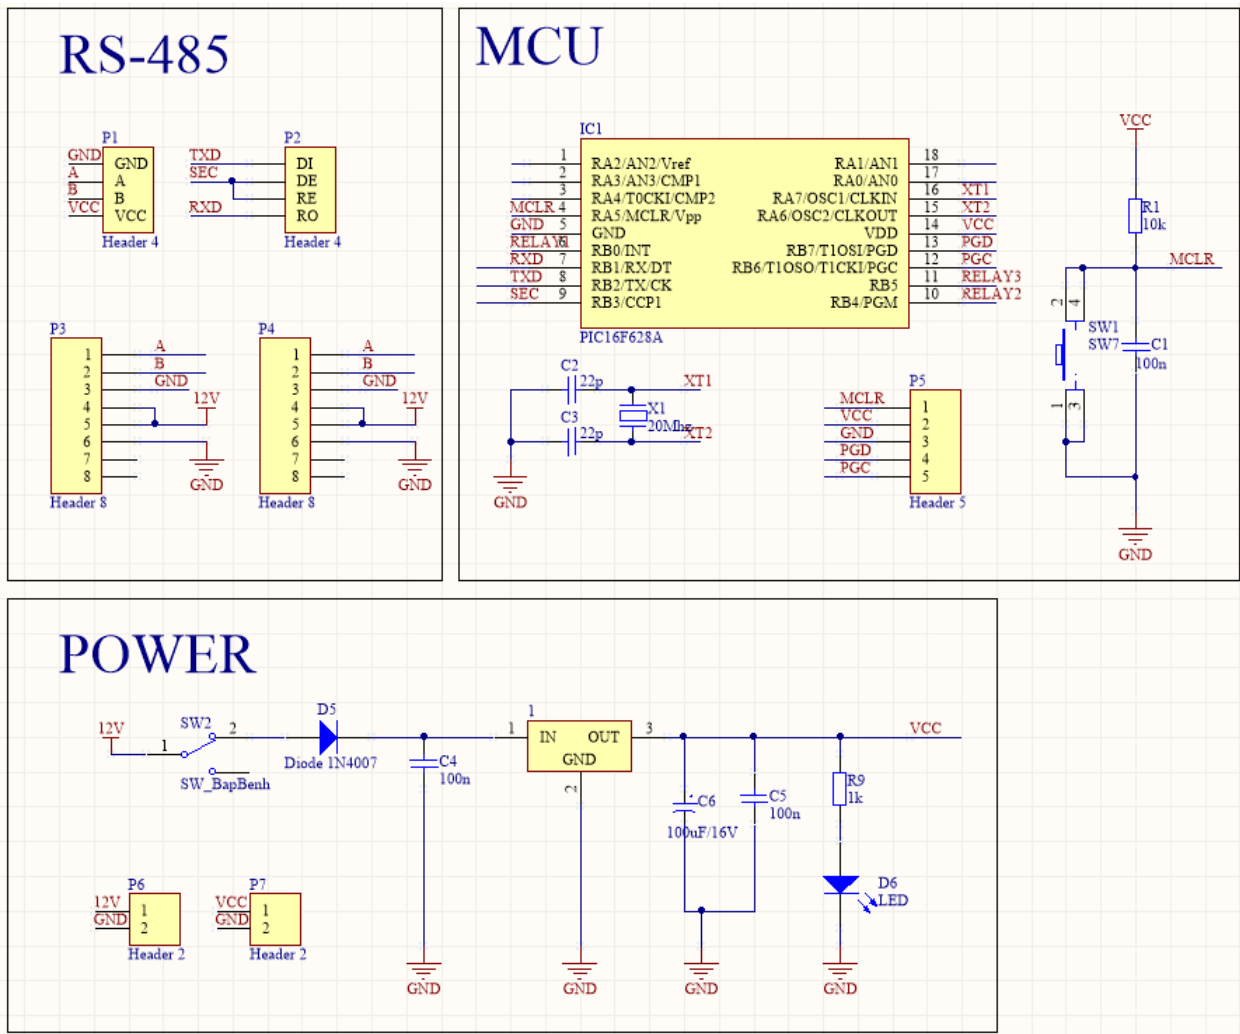 RS-485
P1
GND GND
A A
B B
VCC VCC
Header 4
P2
TXD DI
SEC DE
RE
RXD RO
Header 4
P3
1 A
2 B
3 GND
4 12V
5
6
7
8 GND
Header 8
P4
1 A
2 B
3 GND
4 12V
5
6
7
8 GND
Header 8
MCU
IC1
1 RA2/AN2/Vref RA1/AN1 18
2 RA3/AN3/CMP1 RA0/AN0 17
3 RA4/T0CKI/CMP2 RA7/OSC1/CLKIN 16 XT1
MCLR 4 RA5/MCLR/Vpp RA6/OSC2/CLKOUT 15 XT2
GND 5 GND VDD 14 VCC
RELAY1 6 RB0/INT RB7/T1OSI/PGD 13 PGD
RXD 7 RB1/RX/DT RB6/T1OSO/T1CKI/PGC 12 PGC
TXD 8 RB2/TX/CK RB5 11 RELAY3
SEC 9 RB3/CCP1 RB4/PGM 10 RELAY2
PIC16F628A
C2
22p XT1
X1
20Mhz
C3
22p XT2
GND
P5
MCLR 1
VCC 2
GND 3
PGD 4
PGC 5
Header 5
VCC
R1
10k
MCLR
2 4
SW1
SW7
C1
100n
1 3
GND
POWER
12V
SW2
1 2
SW_BapBenh
D5
Diode 1N4007
C4
100n
1
1 IN OUT 3
GND
2
VCC
C6
100uF/16V
C5
100n
R9
1k
D6
LED
GND GND GND GND
P6
12V 1
GND 2
Header 2
P7
VCC 1
GND 2
Header 2